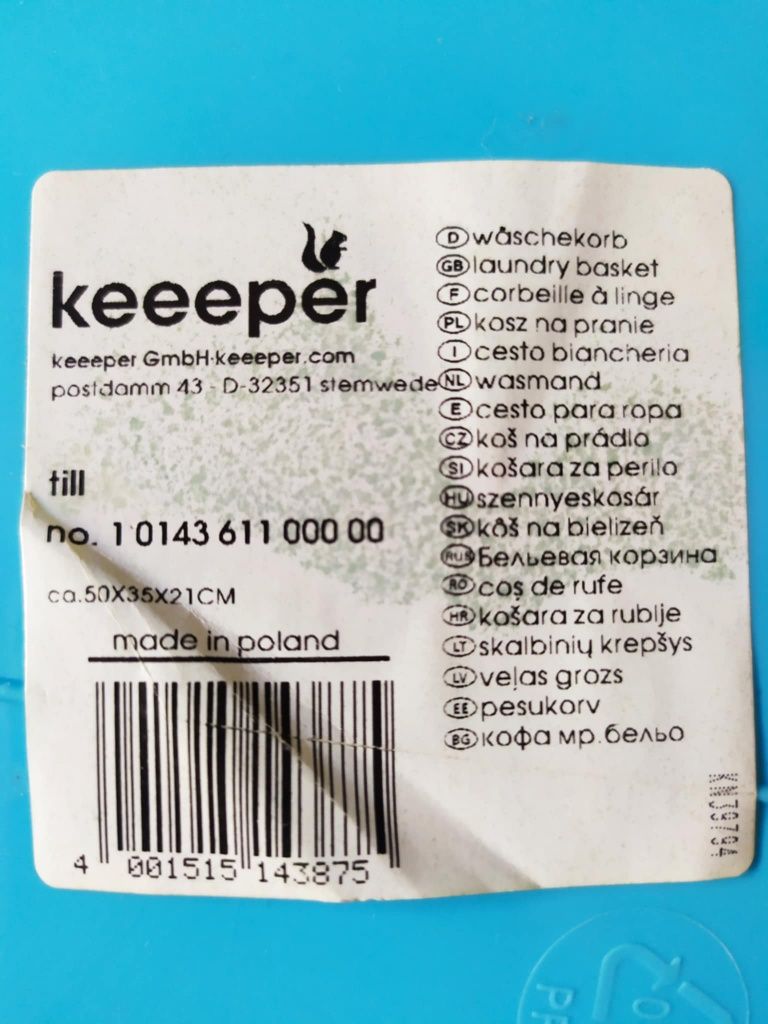 keeeper
keeeper GmbH·keeeper.com
postdamm 43 - D-32351 stemwede
till
no. 1 0143 611 000 00
ca.50X35X21CM
made in poland
4 001515 143875
D wäschekorb
GB laundry basket
F corbeille à linge
PL kosz na pranie
I cesto biancheria
NL wasmand
E cesto para ropa
CZ koš na prádlo
SI košara za perilo
HU szennyeskosár
SK kôš na bielizeň
RUS Бельевая корзина
RO coș de rufe
HR košara za rublje
LT skalbinių krepšys
LV veļas grozs
EE pesukorv
BG кофа мр.бельо